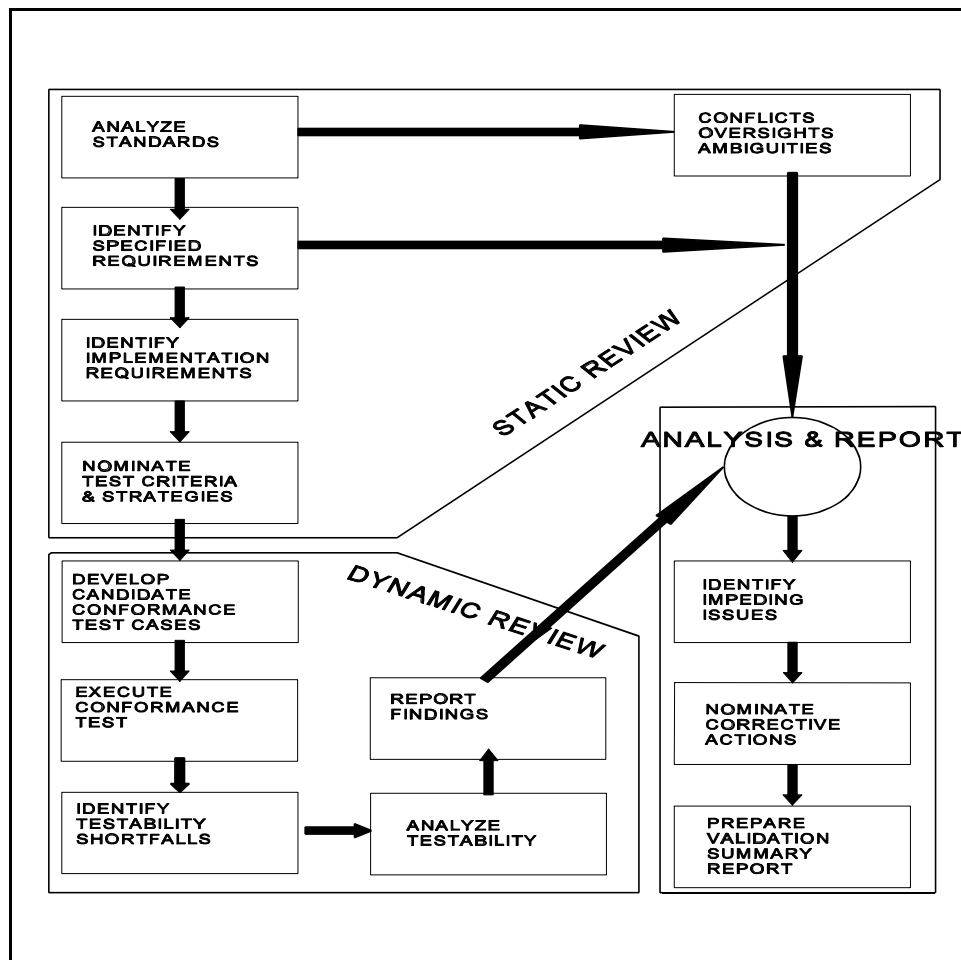 ANALYZE
STANDARDS
CONFLICTS
OVERSIGHTS
AMBIGUITIES
IDENTIFY
SPECIFIED
REQUIREMENTS
IDENTIFY
IMPLEMENTATION
REQUIREMENTS
STATIC REVIEW
NOMINATE
TEST CRITERIA
& STRATEGIES
ANALYSIS & REPORT
DYNAMIC REVIEW
DEVELOP
CANDIDATE
CONFORMANCE
TEST CASES
EXECUTE
CONFORMANCE
TEST
IDENTIFY
TESTABILITY
SHORTFALLS
ANALYZE
TESTABILITY
REPORT
FINDINGS
IDENTIFY
IMPEDING
ISSUES
NOMINATE
CORRECTIVE
ACTIONS
PREPARE
VALIDATION
SUMMARY
REPORT